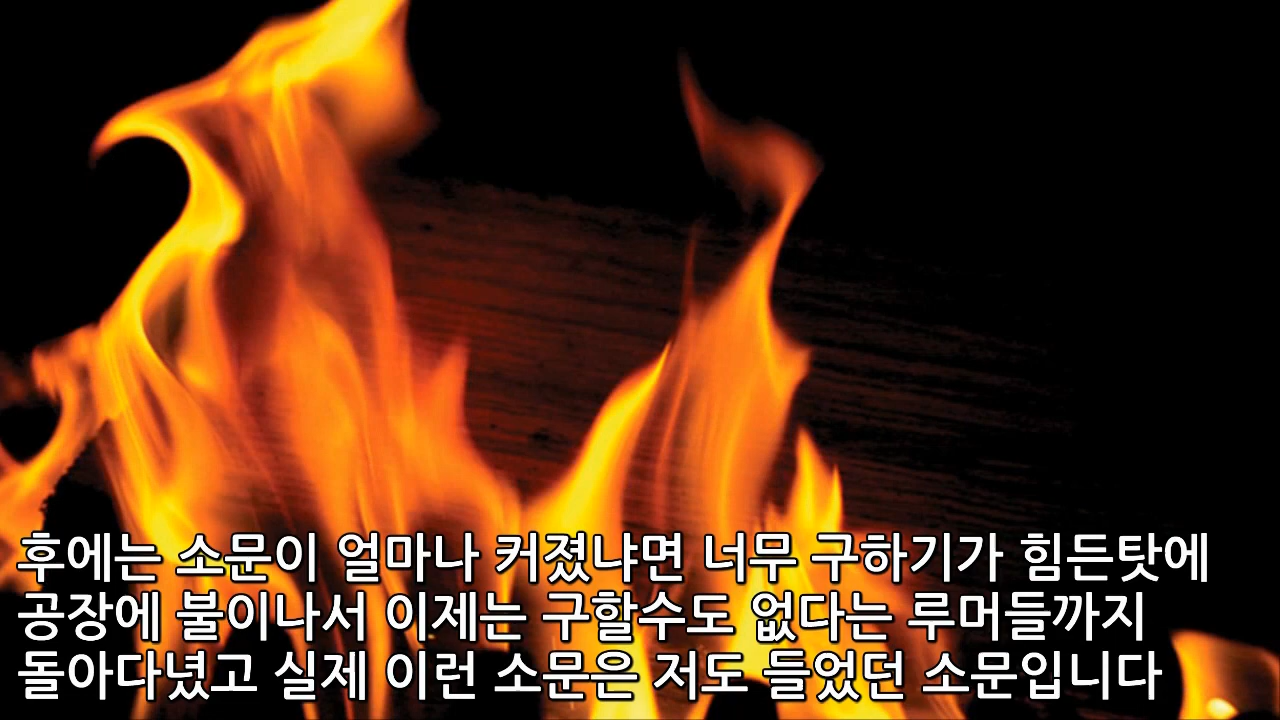 후에는 소문이 얼마나 커졌냐면 너무 구하기가 힘든탓에
공장에 불이나서 이제는 구할수도 없다는 루머들까지
돌아다녔고 실제 이런 소문은 저도 들었던 소문입니다